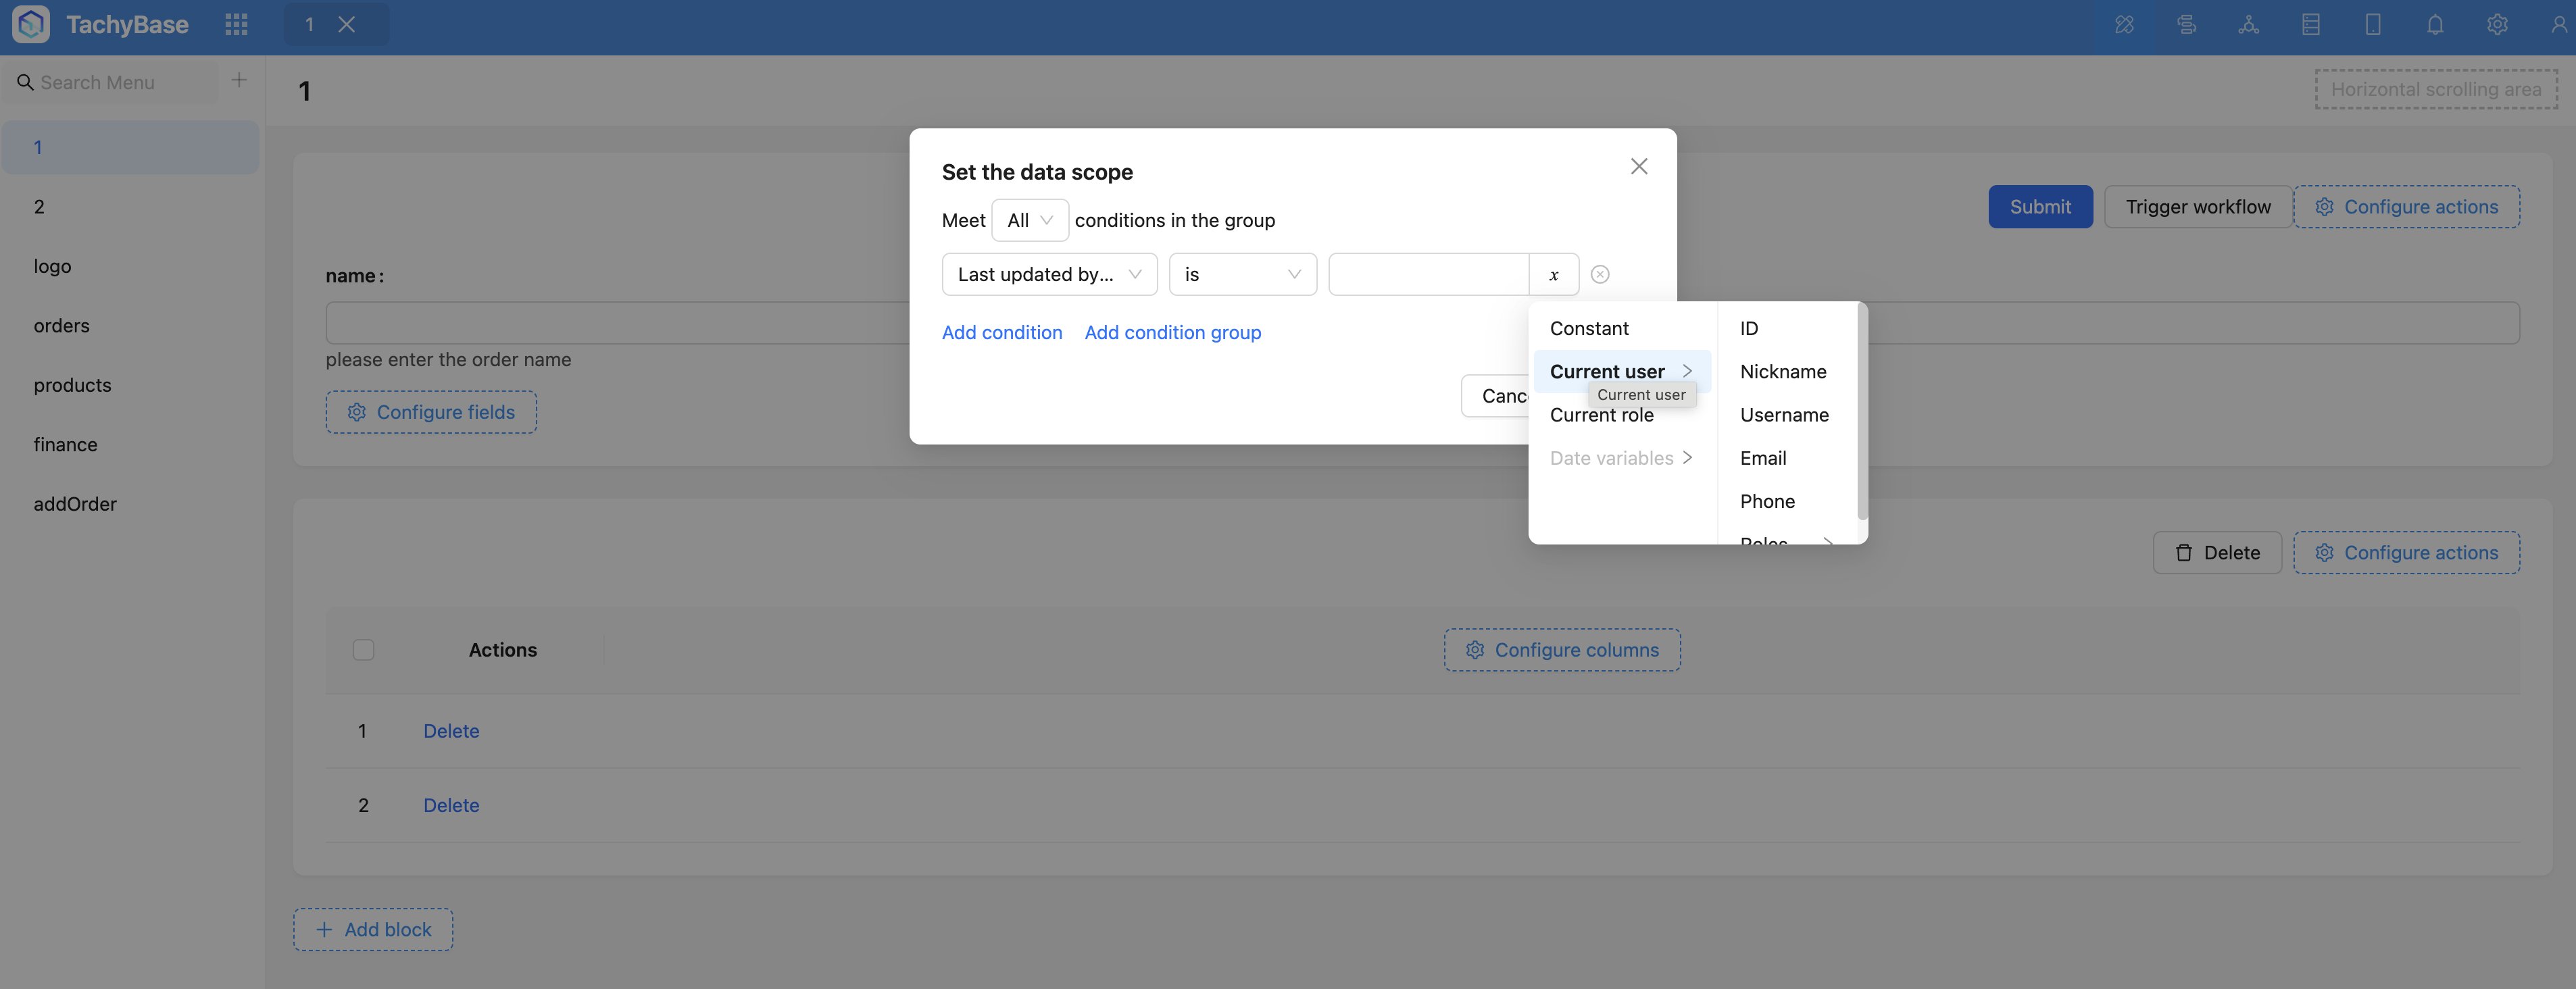 TachyBase
1
Search Menu
1
Horizontal scrolling area
1
2
logo
orders
products
finance
addOrder
Submit
Trigger workflow
Configure actions
name:
please enter the order name
Configure fields
Set the data scope
Meet All conditions in the group
Last updated by... is x
Add condition Add condition group
Canc
Constant
Current user
Current user
Current role
Date variables
ID
Nickname
Username
Email
Phone
Roles
Delete
Configure actions
Actions
Configure columns
1 Delete
2 Delete
Add block